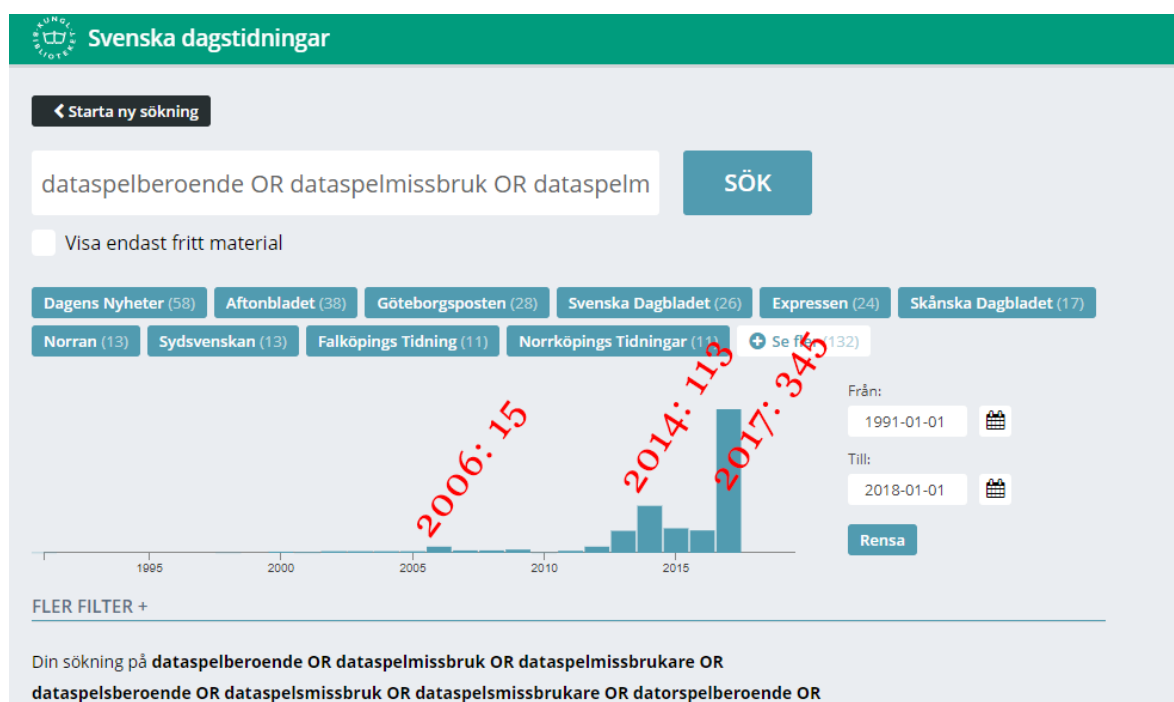 KUNGL.
BIBLIOTEKET
Svenska dagstidningar
Starta ny sökning
dataspelberoende OR dataspelmissbruk OR dataspelm
SÖK
Visa endast fritt material
Dagens Nyheter (58) Aftonbladet (38) Göteborgsposten (28) Svenska Dagbladet (26) Expressen (24) Skånska Dagbladet (17)
Norran (13) Sydsvenskan (13) Falköpings Tidning (11) Norrköpings Tidningar (11) Se fler (132)
2006: 15
2014: 113
2017: 345
Från:
1991-01-01
Till:
2018-01-01
Rensa
1995 2000 2005 2010 2015
FLER FILTER +
Din sökning på dataspelberoende OR dataspelmissbruk OR dataspelmissbrukare OR
dataspelsberoende OR dataspelsmissbruk OR dataspelsmissbrukare OR datorspelberoende OR